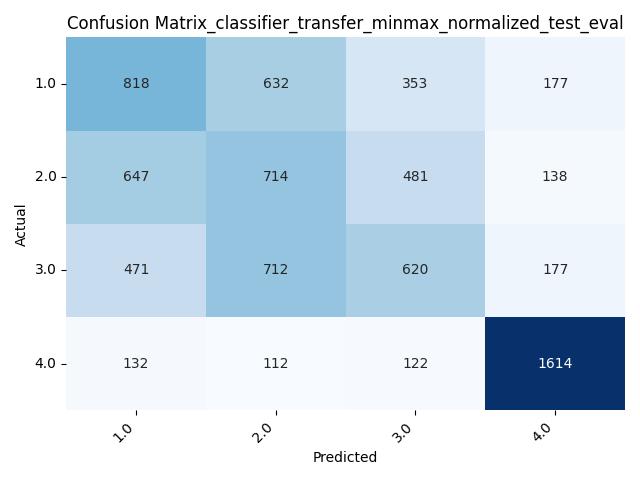 Confusion Matrix_classifier_transfer_minmax_normalized_test_eval
1.0 818 632 353 177
2.0 647 714 481 138
3.0 471 712 620 177
4.0 132 112 122 1614
Actual
1.0 2.0 3.0 4.0
Predicted